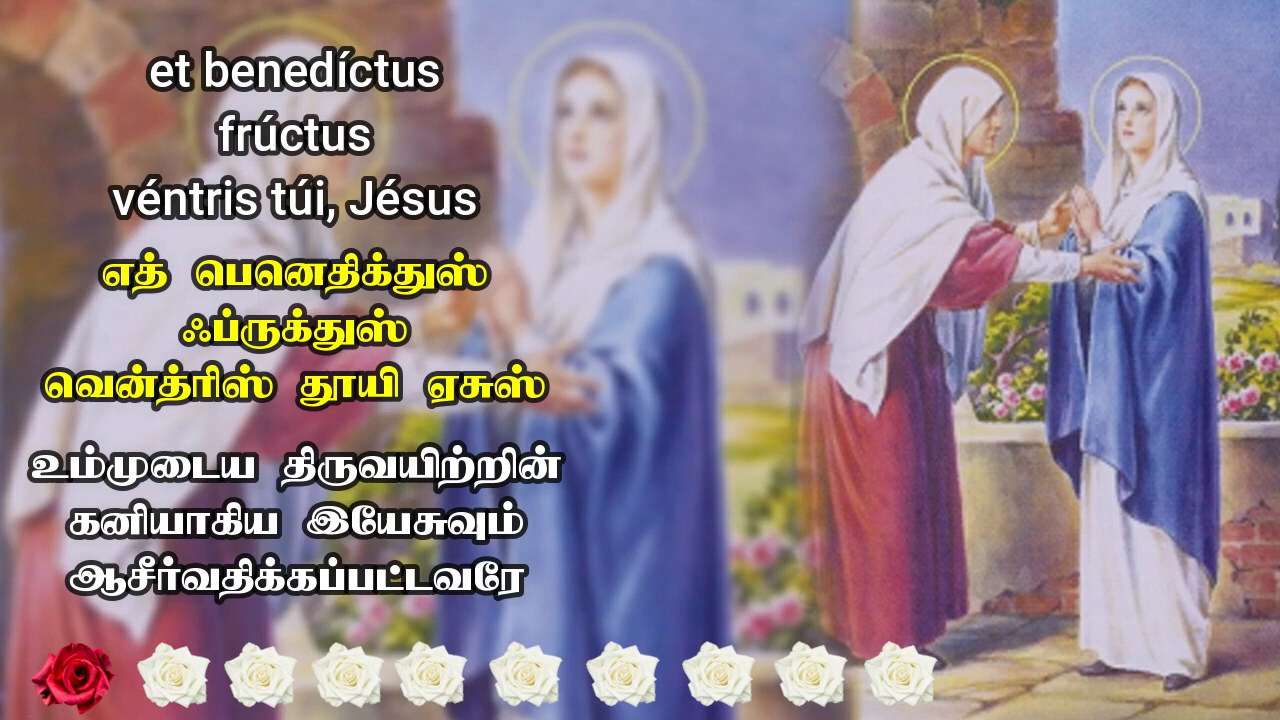 et benedíctus
frúctus
véntris túi, Jésus
எத் பெனெதிக்துஸ்
ஃப்ருக்துஸ்
வென்த்ரிஸ் தூயி ஏசுஸ்
உம்முடைய திருவயிற்றின்
கனியாகிய இயேசுவும்
ஆசீர்வதிக்கப்பட்டவரே